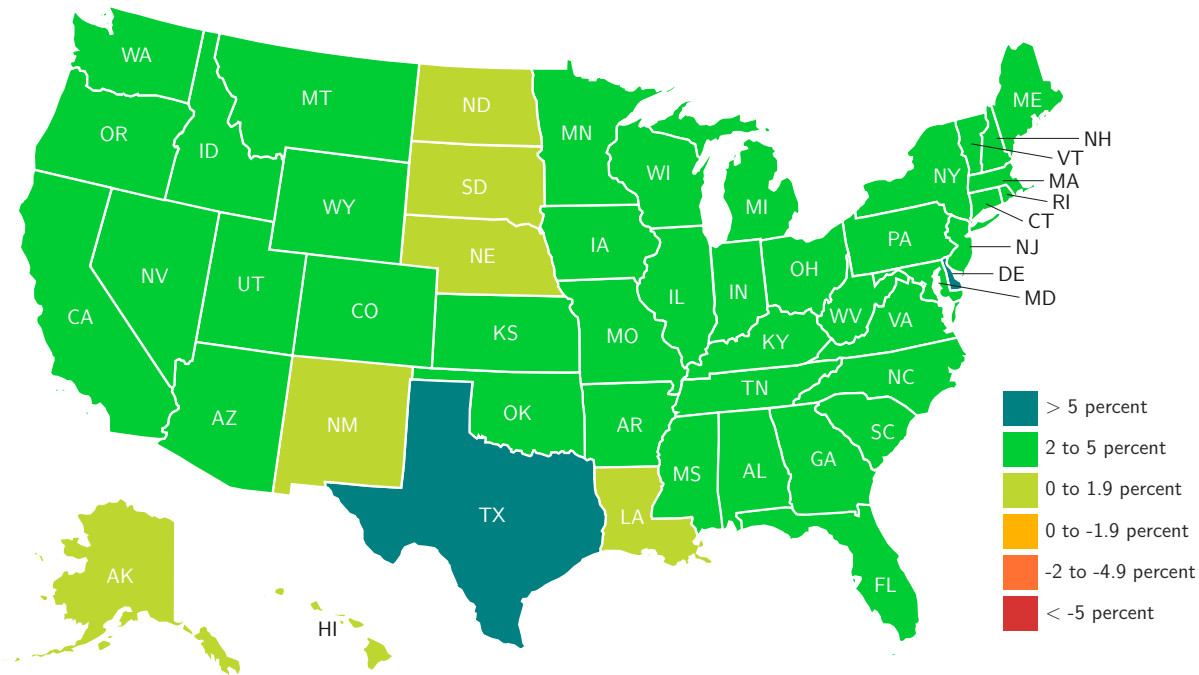 WA
MT
ND
MN
ME
OR
ID
SD
WI
NY
MI
NH
VT
MA
RI
CT
WY
NE
IA
PA
NJ
NV
UT
CO
KS
IL
IN
OH
DE
MD
CA
MO
KY
WV
VA
AZ
NM
OK
AR
TN
NC
SC
MS
AL
GA
TX
LA
FL
AK
HI
> 5 percent
2 to 5 percent
0 to 1.9 percent
0 to -1.9 percent
-2 to -4.9 percent
< -5 percent